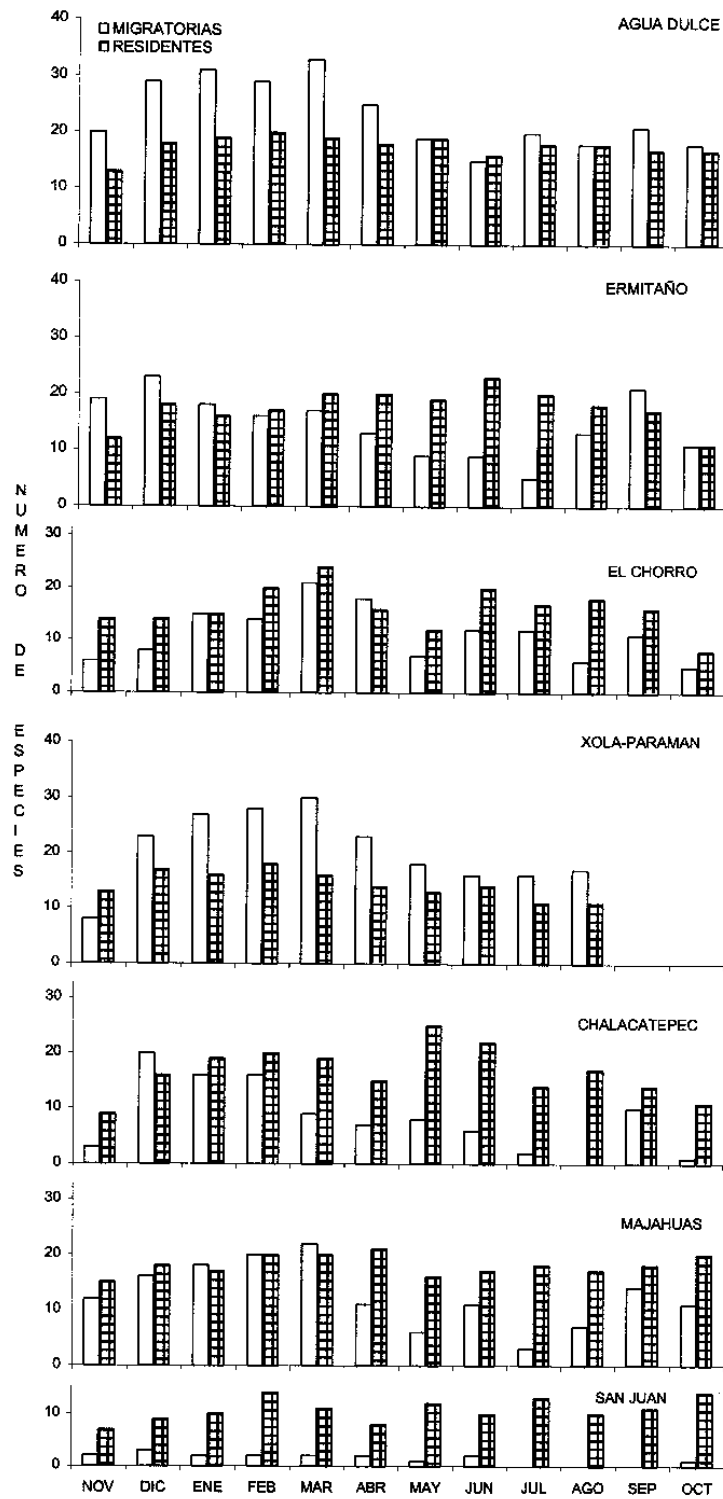 MIGRATORIAS
RESIDENTES
AGUA DULCE
40
30
20
10
0
ERMITAÑO
40
30
20
10
0
EL CHORRO
30
20
10
0
XOLA-PARAMAN
40
30
20
10
0
CHALACATEPEC
30
20
10
0
MAJAHUAS
30
20
10
0
SAN JUAN
10
0
NOV DIC ENE FEB MAR ABR MAY JUN JUL AGO SEP OCT
NUMERO DE ESPECIES